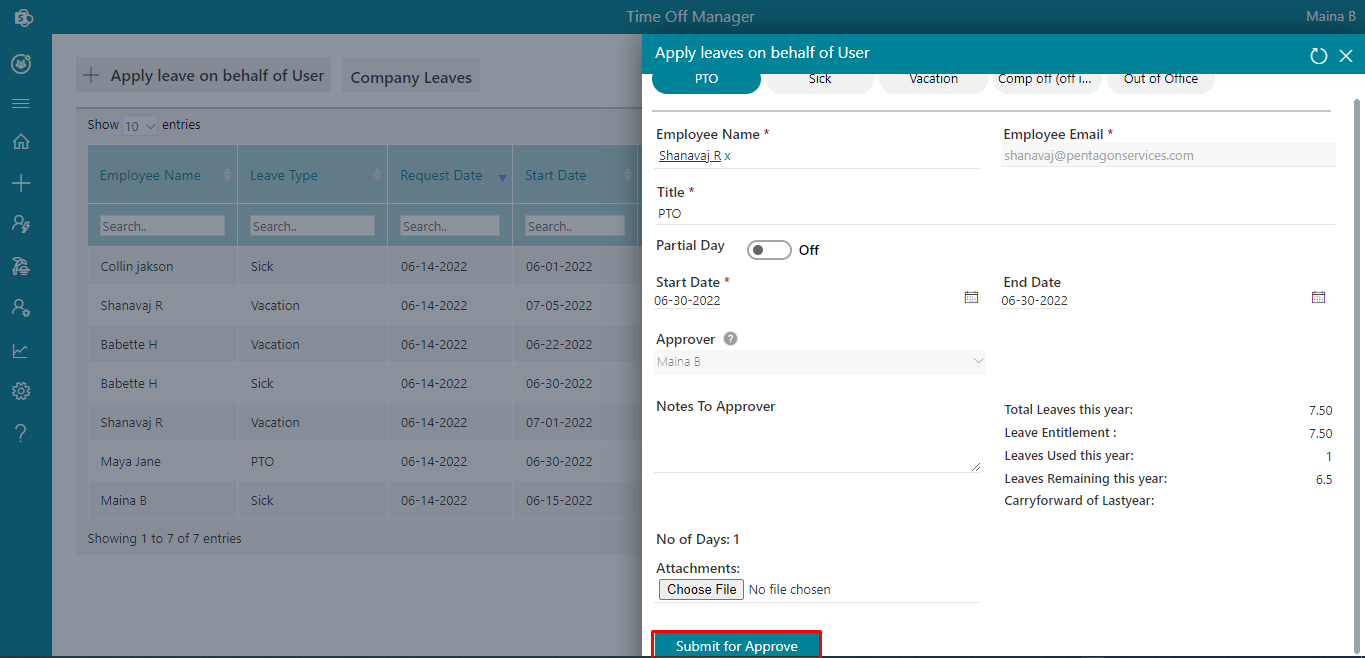 Time Off Manager
Maina B
Apply leave on behalf of User
Company Leaves
Show 10 entries
Employee Name Leave Type Request Date Start Date
Search.. Search.. Search.. Search..
Collin jakson Sick 06-14-2022 06-01-2022
Shanavaj R Vacation 06-14-2022 07-05-2022
Babette H Vacation 06-14-2022 06-22-2022
Babette H Sick 06-14-2022 06-30-2022
Shanavaj R Vacation 06-14-2022 07-01-2022
Maya Jane PTO 06-14-2022 06-30-2022
Maina B Sick 06-14-2022 06-15-2022
Showing 1 to 7 of 7 entries
Apply leaves on behalf of User
PTO Sick Vacation Comp off (off i... Out of Office
Employee Name * Employee Email *
Shanavaj R x shanavaj@pentagonservices.com
Title *
PTO
Partial Day Off
Start Date * End Date
06-30-2022 06-30-2022
Approver ?
Maina B
Notes To Approver
Total Leaves this year: 7.50
Leave Entitlement : 7.50
Leaves Used this year: 1
Leaves Remaining this year: 6.5
Carryforward of Lastyear:
No of Days: 1
Attachments:
Choose File No file chosen
Submit for Approve